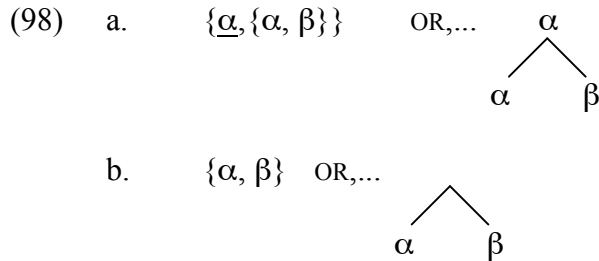 (98) a. {α,{α, β}} OR,... α
α β
b. {α, β} OR,...
α β